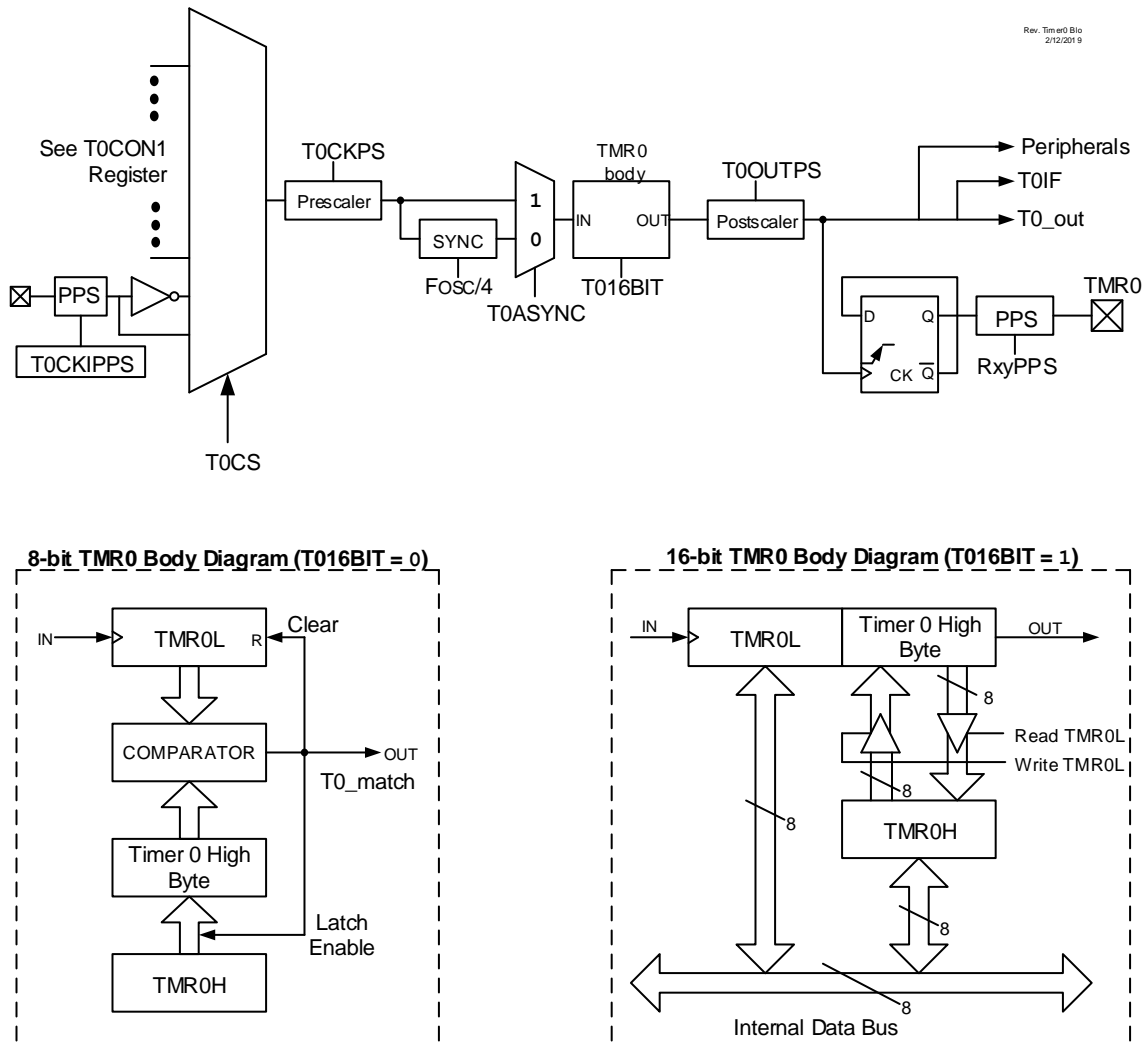 Rev. Timer0 Blo
2/12/2019
See T0CON1
Register
T0CKPS
Prescaler
SYNC
FOSC/4
1
0
T0ASYNC
TMR0
body
IN
OUT
T016BIT
T0OUTPS
Postscaler
Peripherals
T0IF
T0_out
PPS
T0CKIPPS
T0CS
D
Q
CK
Q
PPS
RxyPPS
TMR0
8-bit TMR0 Body Diagram (T016BIT = 0)
IN
TMR0L
R
Clear
COMPARATOR
OUT
T0_match
Timer 0 High
Byte
Latch
Enable
TMR0H
16-bit TMR0 Body Diagram (T016BIT = 1)
IN
TMR0L
Timer 0 High
Byte
OUT
8
Read TMR0L
Write TMR0L
8
8
TMR0H
8
8
Internal Data Bus